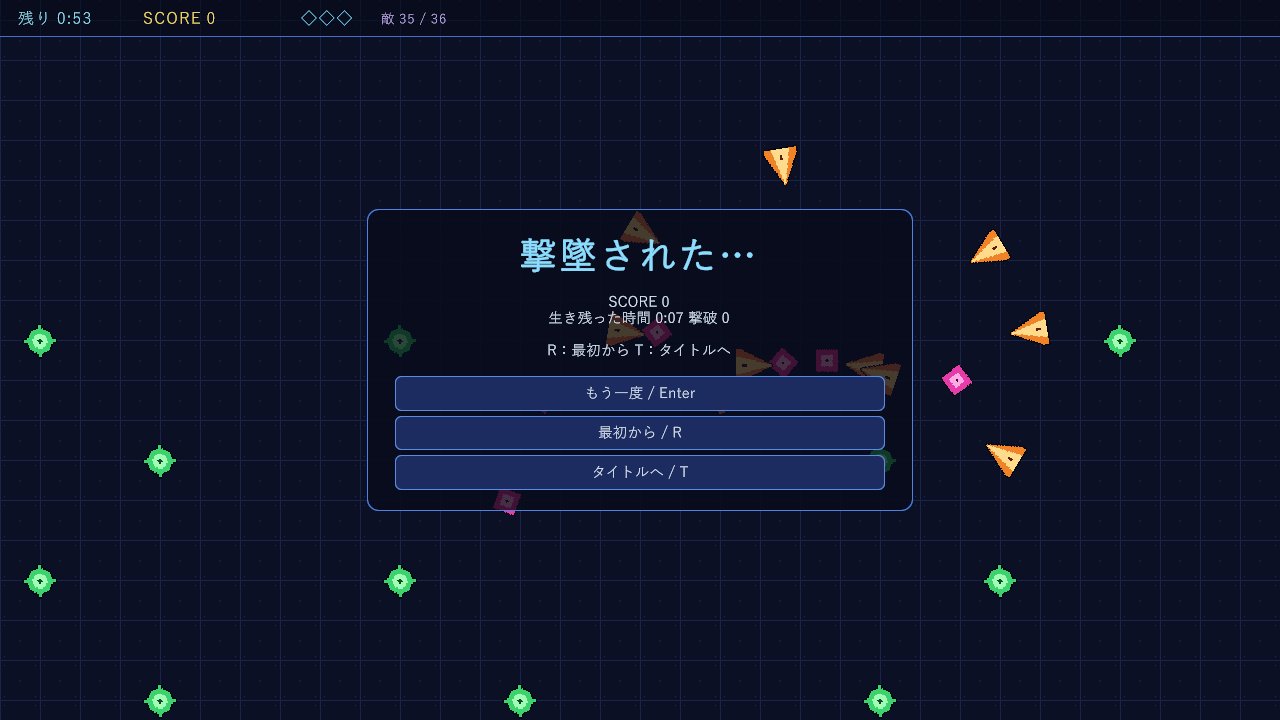 残り 0:53 SCORE 0 ◇◇◇ 敵 35 / 36
撃墜された…
SCORE 0
生き残った時間 0:07 撃破 0
R：最初から T：タイトルへ
もう一度 / Enter
最初から / R
タイトルへ / T